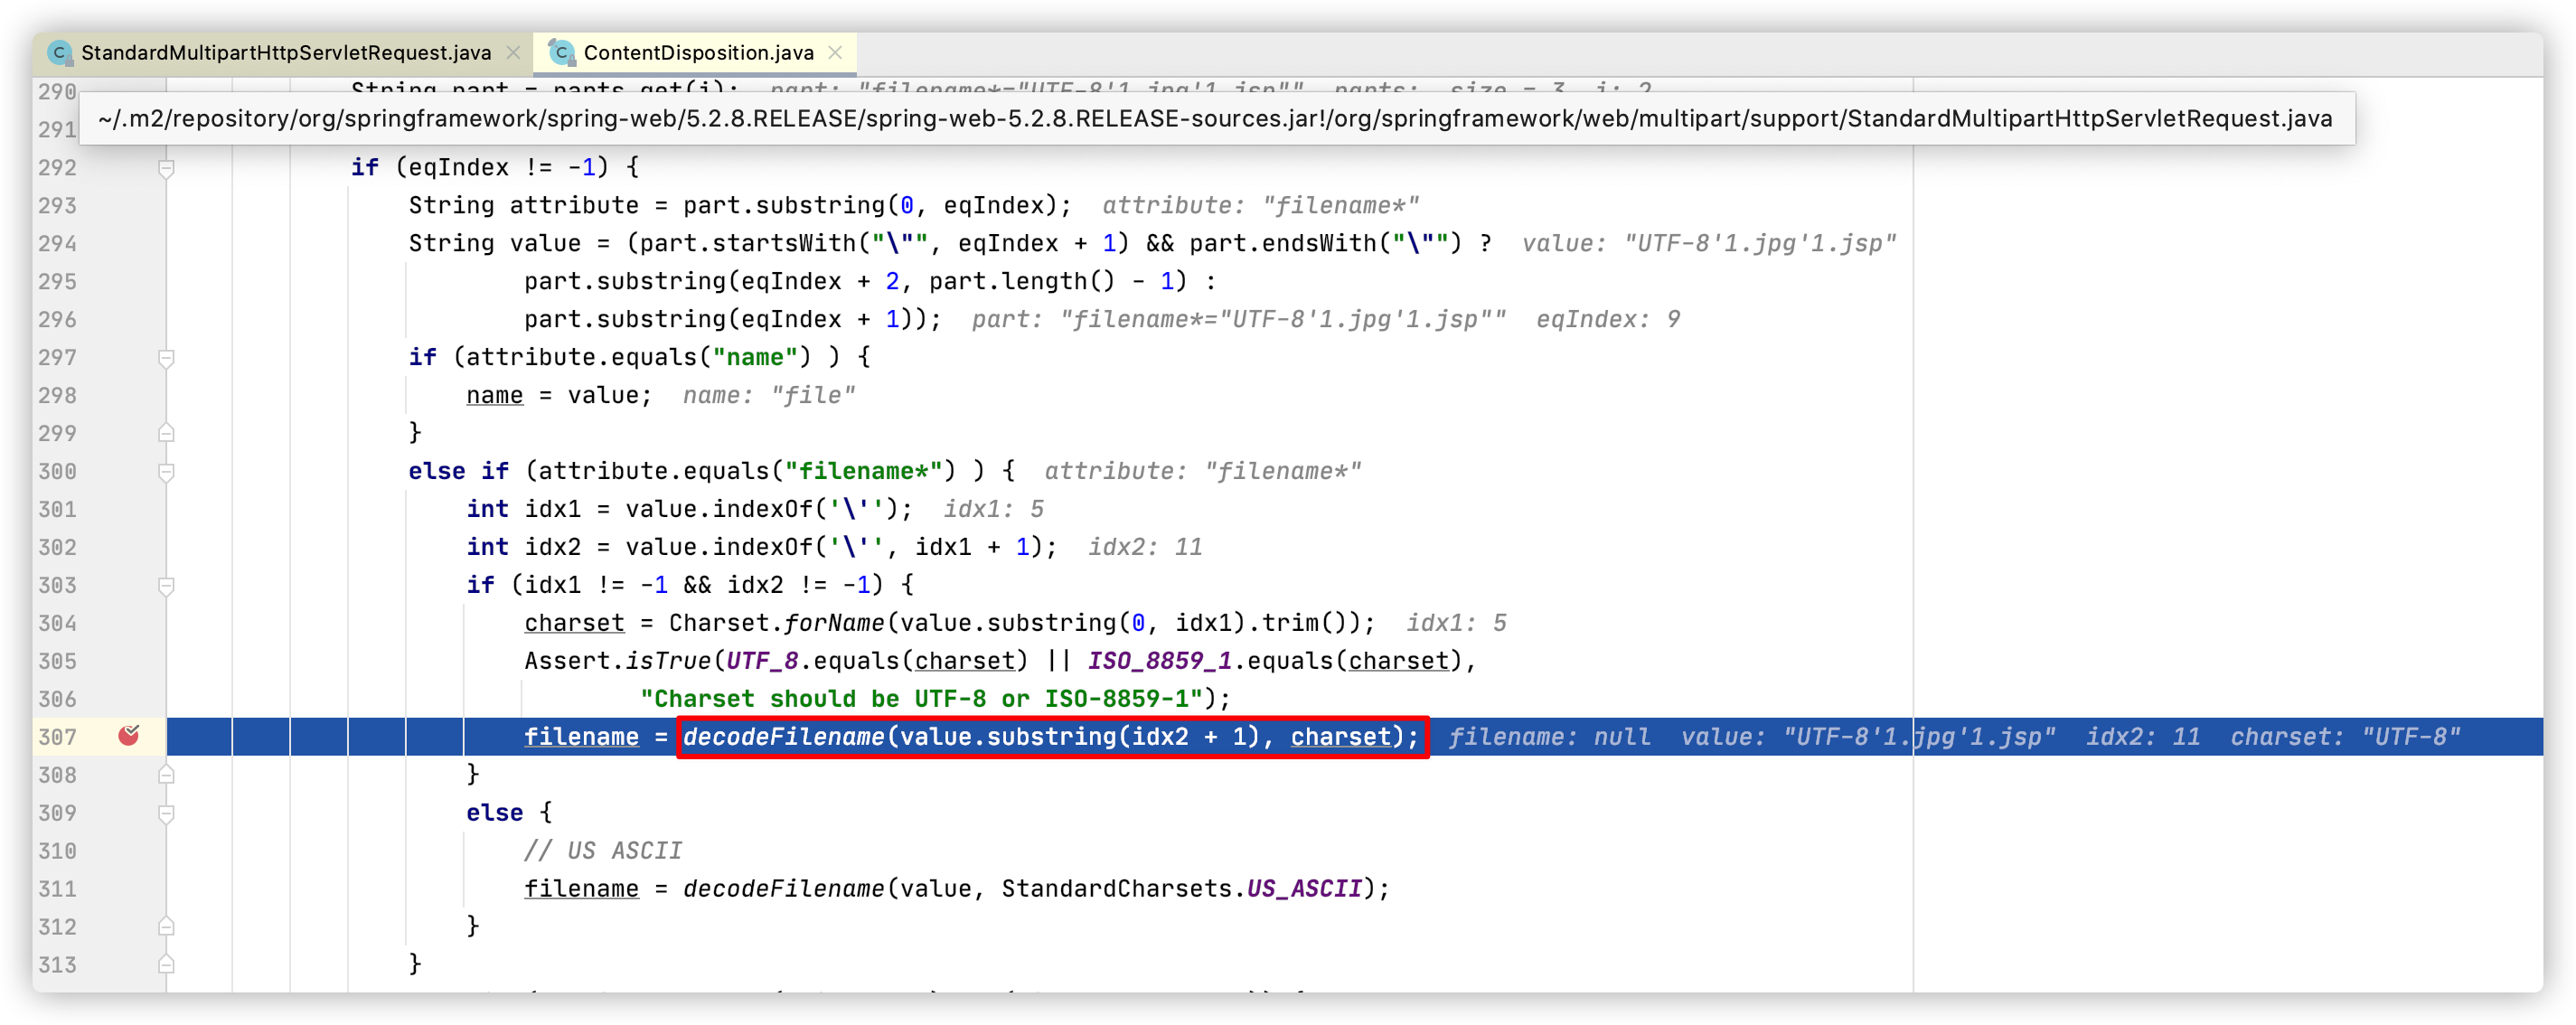 StandardMultipartHttpServletRequest.java ContentDisposition.java
290 String part = parts.get(i); part: "filename*="UTF-8'1.jpg'1.jsp"" parts: size = 3 i: 2
291 ~/.m2/repository/org/springframework/spring-web/5.2.8.RELEASE/spring-web-5.2.8.RELEASE-sources.jar!/org/springframework/web/multipart/support/StandardMultipartHttpServletRequest.java
292 if (eqIndex != -1) {
293 String attribute = part.substring(0, eqIndex); attribute: "filename*"
294 String value = (part.startsWith("\"", eqIndex + 1) && part.endsWith("\"") ? value: "UTF-8'1.jpg'1.jsp"
295 part.substring(eqIndex + 2, part.length() - 1) :
296 part.substring(eqIndex + 1)); part: "filename*="UTF-8'1.jpg'1.jsp"" eqIndex: 9
297 if (attribute.equals("name") ) {
298 name = value; name: "file"
299 }
300 else if (attribute.equals("filename*") ) { attribute: "filename*"
301 int idx1 = value.indexOf('\''); idx1: 5
302 int idx2 = value.indexOf('\'', idx1 + 1); idx2: 11
303 if (idx1 != -1 && idx2 != -1) {
304 charset = Charset.forName(value.substring(0, idx1).trim()); idx1: 5
305 Assert.isTrue(UTF_8.equals(charset) || ISO_8859_1.equals(charset),
306 "Charset should be UTF-8 or ISO-8859-1");
307 filename = decodeFilename(value.substring(idx2 + 1), charset); filename: null value: "UTF-8'1.jpg'1.jsp" idx2: 11 charset: "UTF-8"
308 }
309 else {
310 // US ASCII
311 filename = decodeFilename(value, StandardCharsets.US_ASCII);
312 }
313 }